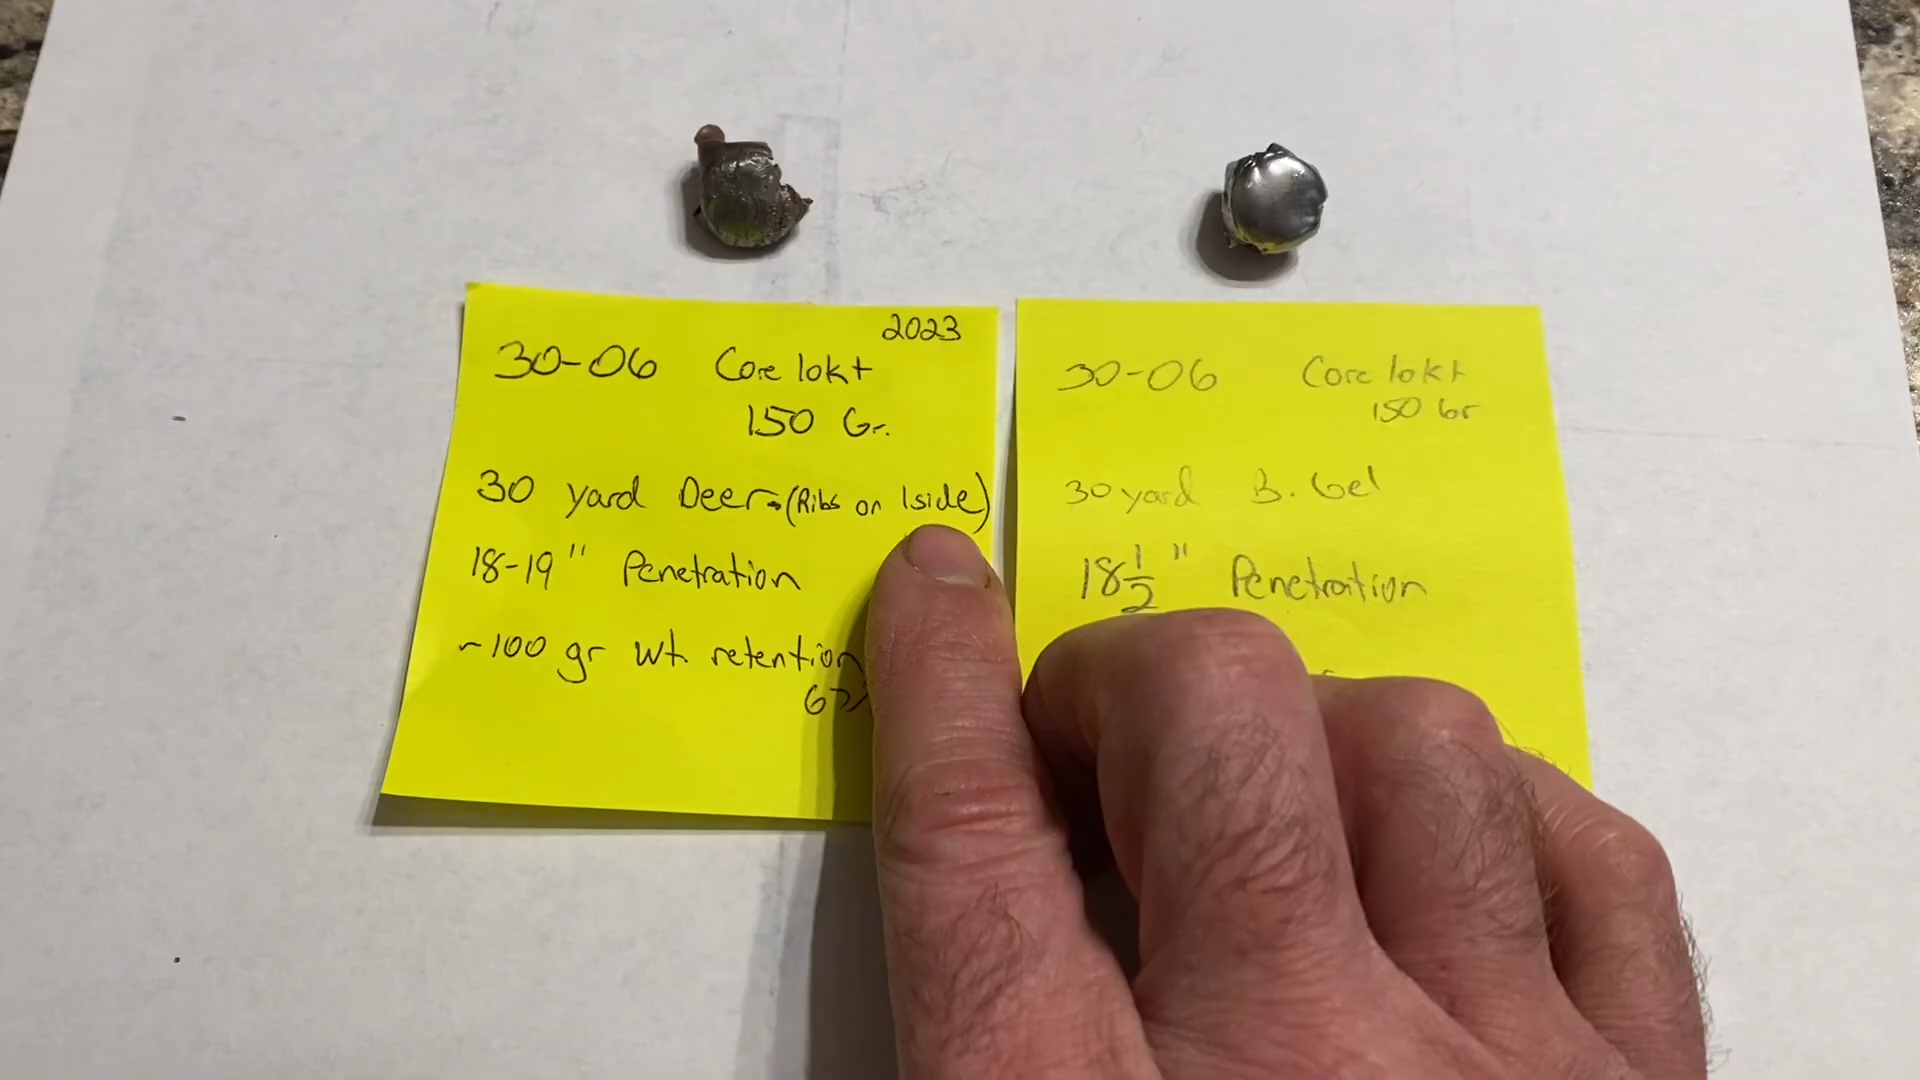 2023
30-06 Core lokt
150 Gr.
30 yard Deer-(Ribs on 1side)
18-19" Penetration
~100 gr wt. retention
30-06 Core lokt
150 Gr
30 yard B. Gel
18 1/2" Penetration